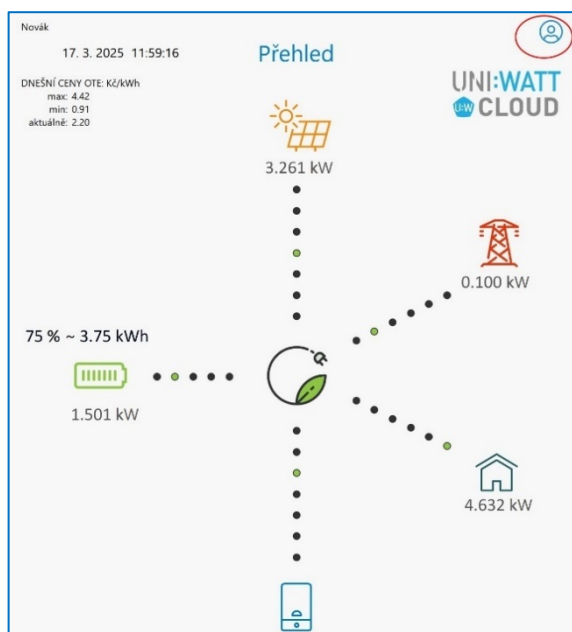 Novák
17. 3. 2025 11:59:16
Přehled
DNEŠNÍ CENY OTE: Kč/kWh
max: 4.42
min: 0.91
aktuálně: 2.20
UNI:WATT
U:W CLOUD
3.261 kW
0.100 kW
75 % ~ 3.75 kWh
1.501 kW
4.632 kW